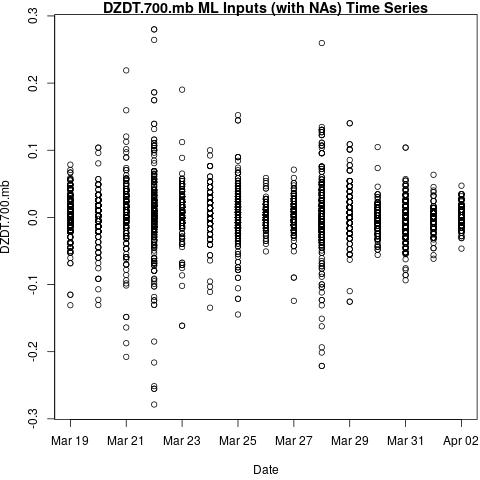 DZDT.700.mb ML Inputs (with NAs) Time Series
DZDT.700.mb
0.3
0.2
0.1
0.0
-0.1
-0.2
-0.3
Mar 19 Mar 21 Mar 23 Mar 25 Mar 27 Mar 29 Mar 31 Apr 02
Date